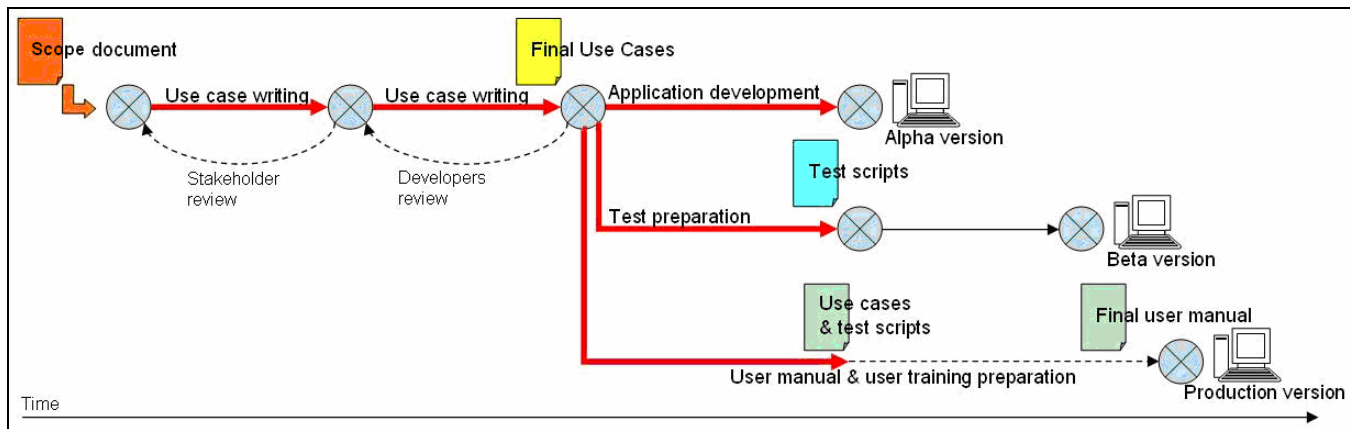 Scope document
Final Use Cases
Use case writing
Use case writing
Application development
Alpha version
Stakeholder
review
Developers
review
Test scripts
Test preparation
Beta version
Use cases
& test scripts
Final user manual
User manual & user training preparation
Production version
Time